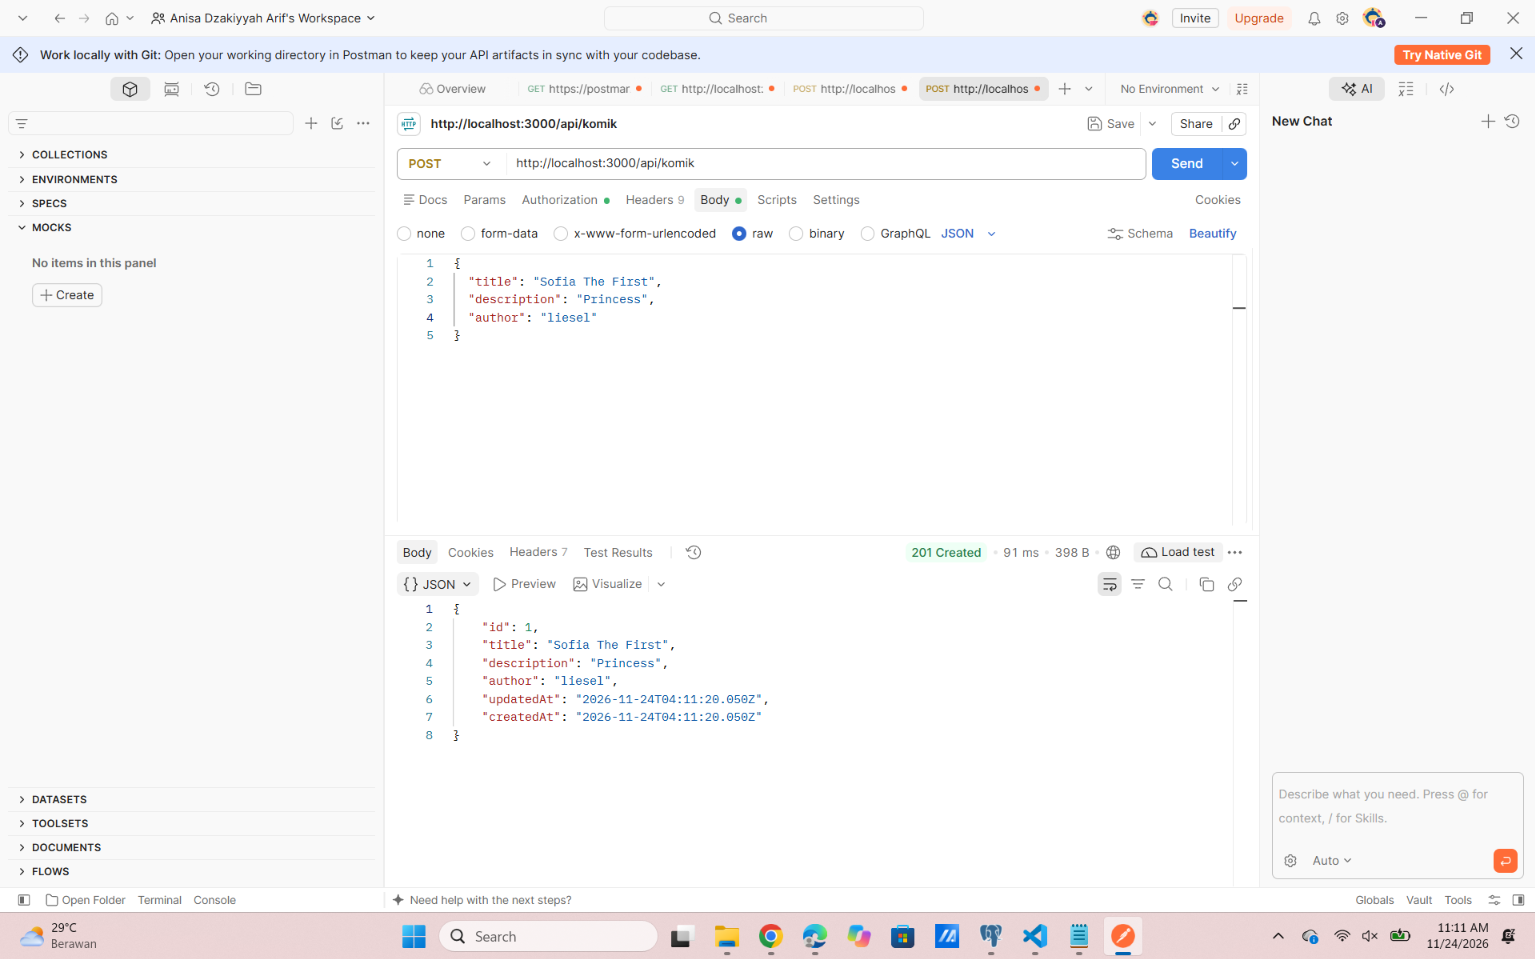 Anisa Dzakiyyah Arif's Workspace
Search
Invite
Upgrade
Work locally with Git: Open your working directory in Postman to keep your API artifacts in sync with your codebase.
Try Native Git
Overview
GET https://postmar
GET http://localhost:
POST http://localhos
POST http://localhos
No Environment
AI
HTTP
http://localhost:3000/api/komik
Save
Share
New Chat
COLLECTIONS
ENVIRONMENTS
SPECS
MOCKS
No items in this panel
Create
POST
http://localhost:3000/api/komik
Send
Docs
Params
Authorization
Headers 9
Body
Scripts
Settings
Cookies
none
form-data
x-www-form-urlencoded
raw
binary
GraphQL
JSON
Schema
Beautify
1 {
2 "title": "Sofia The First",
3 "description": "Princess",
4 "author": "liesel"
5 }
Body
Cookies
Headers 7
Test Results
201 Created
91 ms
398 B
Load test
{} JSON
Preview
Visualize
1 {
2 "id": 1,
3 "title": "Sofia The First",
4 "description": "Princess",
5 "author": "liesel",
6 "updatedAt": "2026-11-24T04:11:20.050Z",
7 "createdAt": "2026-11-24T04:11:20.050Z"
8 }
DATASETS
TOOLSETS
DOCUMENTS
FLOWS
Describe what you need. Press @ for
context, / for Skills.
Auto
Open Folder
Terminal
Console
Need help with the next steps?
Globals
Vault
Tools
29°C
Berawan
Search
11:11 AM
11/24/2026